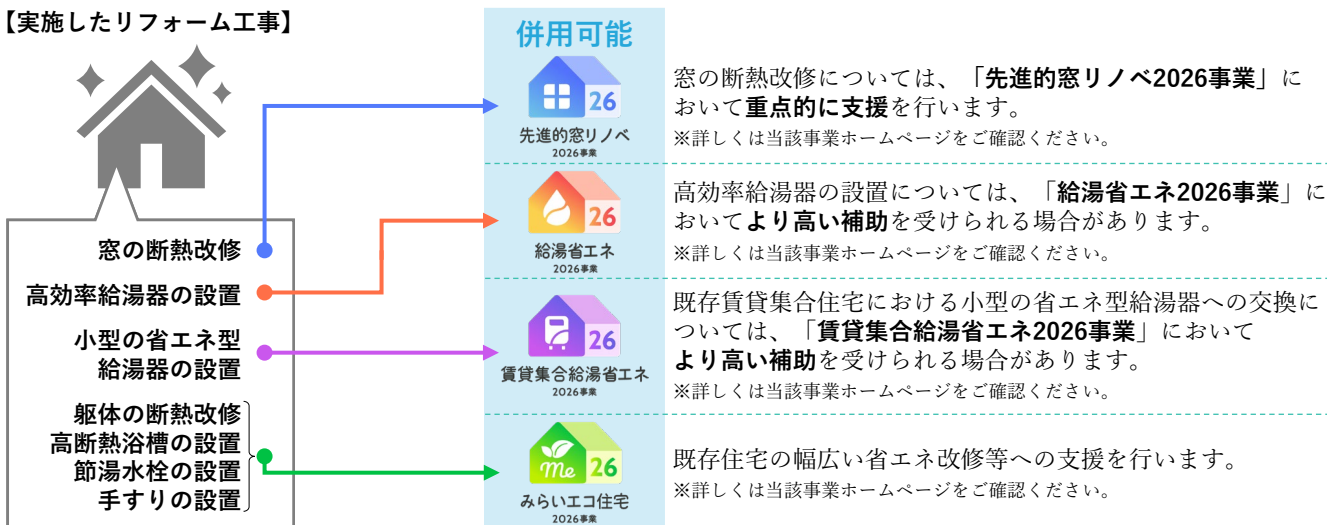 【実施したリフォーム工事】
窓の断熱改修
高効率給湯器の設置
小型の省エネ型
給湯器の設置
躯体の断熱改修
高断熱浴槽の設置
節湯水栓の設置
手すりの設置
併用可能
26
先進的窓リノベ
2026事業
窓の断熱改修については、「先進的窓リノベ2026事業」に
おいて重点的に支援を行います。
※詳しくは当該事業ホームページをご確認ください。
26
給湯省エネ
2026事業
高効率給湯器の設置については、「給湯省エネ2026事業」に
おいてより高い補助を受けられる場合があります。
※詳しくは当該事業ホームページをご確認ください。
26
賃貸集合給湯省エネ
2026事業
既存賃貸集合住宅における小型の省エネ型給湯器への交換に
ついては、「賃貸集合給湯省エネ2026事業」において
より高い補助を受けられる場合があります。
※詳しくは当該事業ホームページをご確認ください。
me 26
みらいエコ住宅
2026事業
既存住宅の幅広い省エネ改修等への支援を行います。
※詳しくは当該事業ホームページをご確認ください。